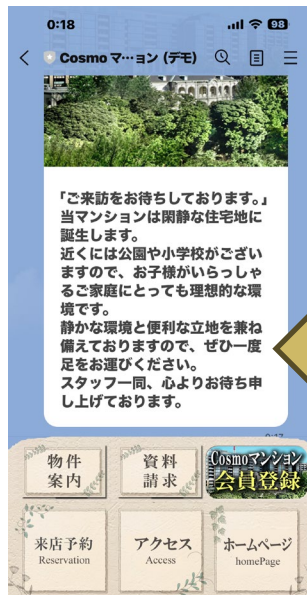 0:18
98
Cosmo マ…ョン (デモ)
「ご来訪をお待ちしております。」
当マンションは閑静な住宅地に
誕生します。
近くには公園や小学校がござい
ますので、お子様がいらっしゃ
るご家庭にとっても理想的な環
境です。
静かな環境と便利な立地を兼ね
備えておりますので、ぜひ一度
足をお運びください。
スタッフ一同、心よりお待ち申
し上げております。
物件
案内
資料
請求
Cosmoマンション
会員登録
来店予約
Reservation
アクセス
Access
ホームページ
homePage